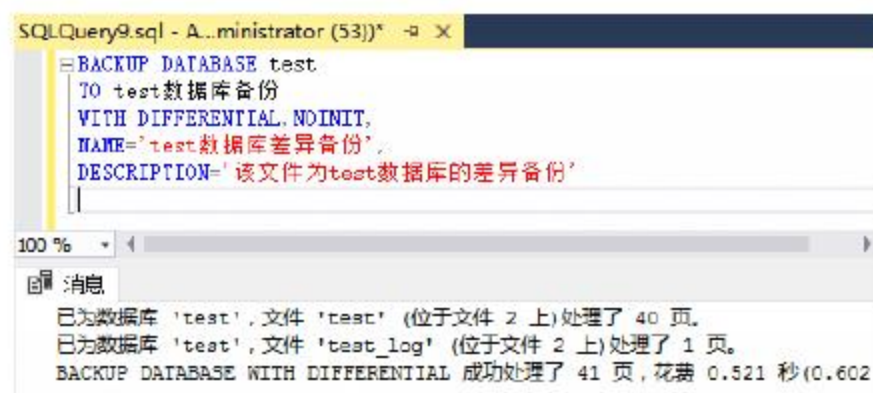 SQLQuery9.sql - A...ministrator (53))*
BACKUP DATABASE test
TO test数据库备份
WITH DIFFERENTIAL,NOINIT,
NAME='test数据库差异备份',
DESCRIPTION='该文件为test数据库的差异备份'
100 %
消息
已为数据库 'test'，文件 'test' (位于文件 2 上)处理了 40 页。
已为数据库 'test'，文件 'test_log' (位于文件 2 上)处理了 1 页。
BACKUP DATABASE WITH DIFFERENTIAL 成功处理了 41 页，花费 0.521 秒(0.602